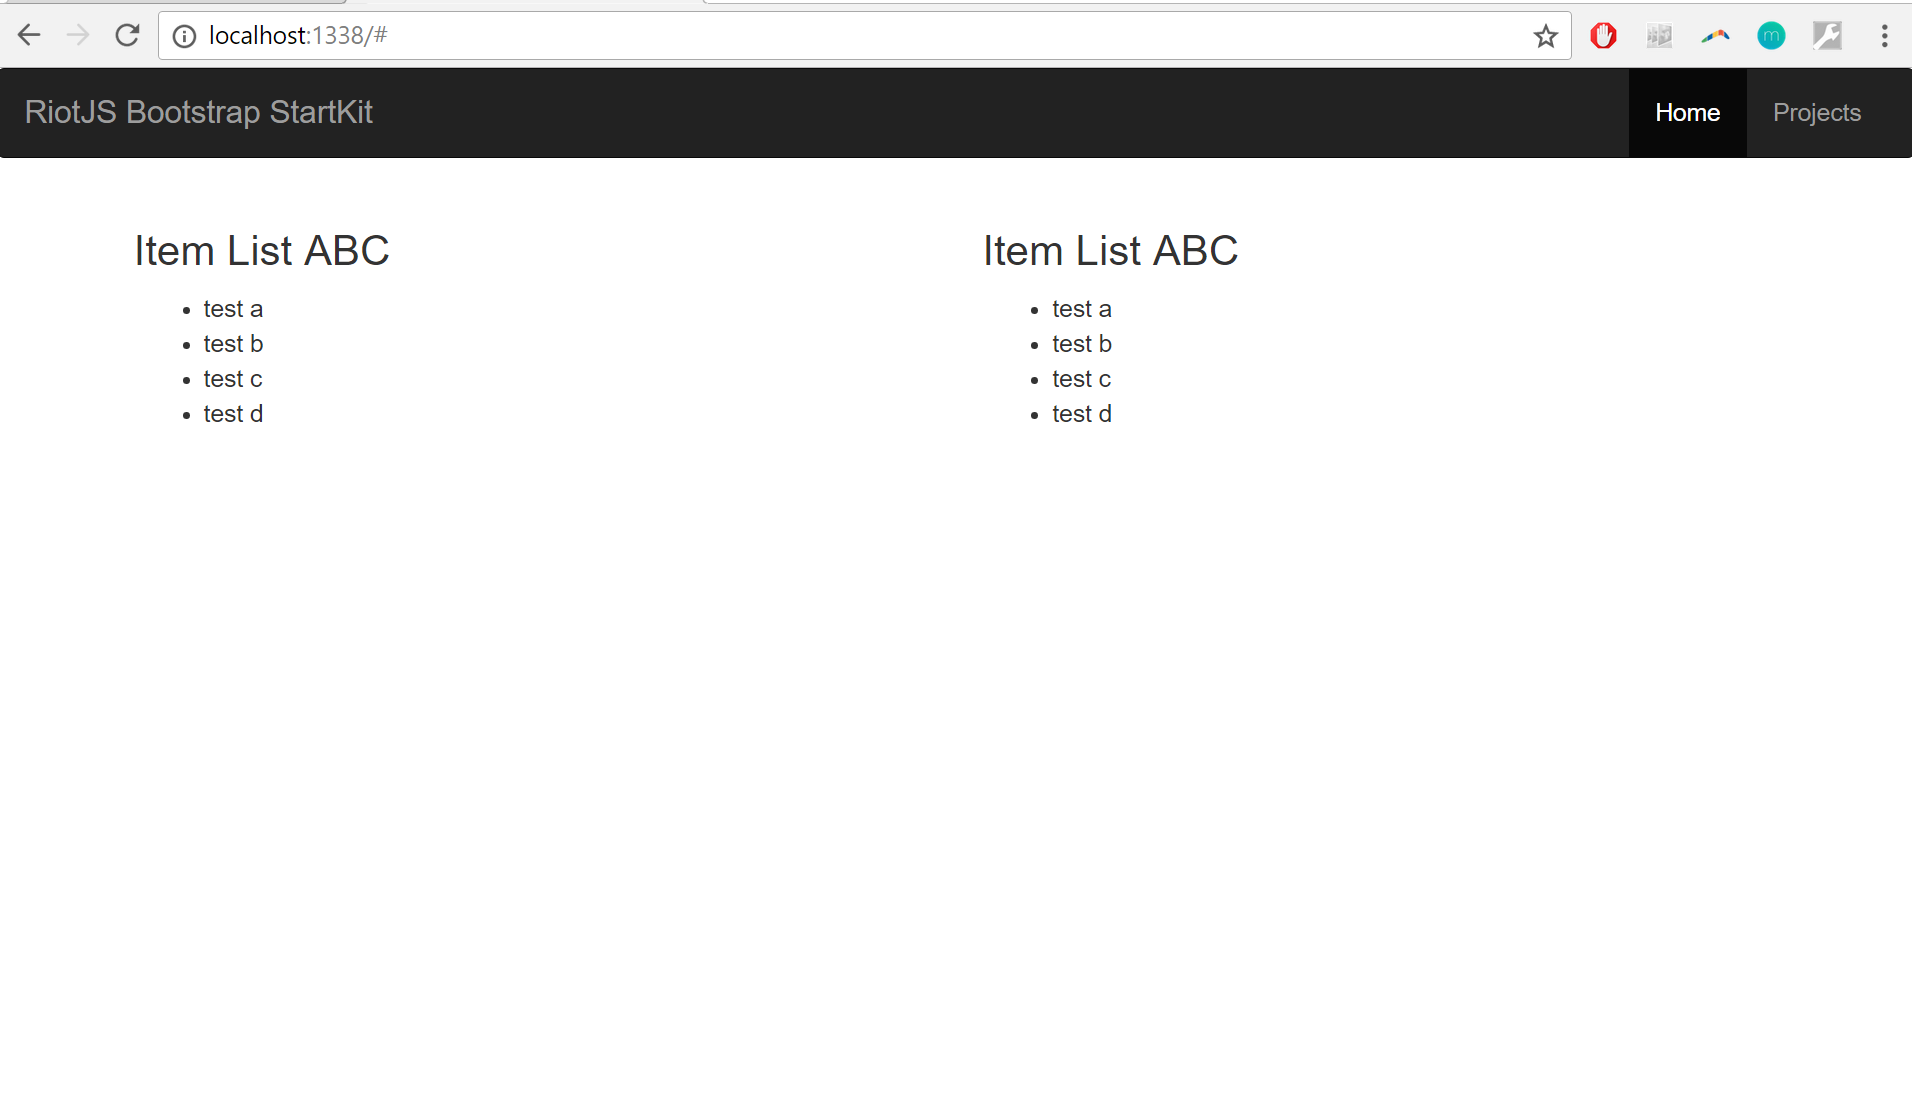 localhost:1338/#
RiotJS Bootstrap StartKit
Home
Projects
Item List ABC
test a
test b
test c
test d
Item List ABC
test a
test b
test c
test d